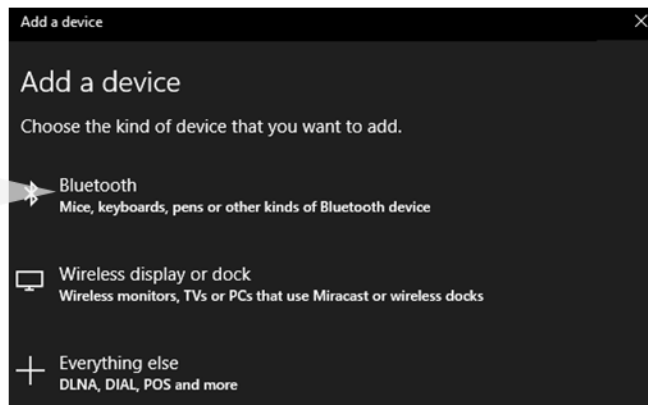 Add a device
Add a device
Choose the kind of device that you want to add.
Bluetooth
Mice, keyboards, pens or other kinds of Bluetooth device
Wireless display or dock
Wireless monitors, TVs or PCs that use Miracast or wireless docks
Everything else
DLNA, DIAL, POS and more